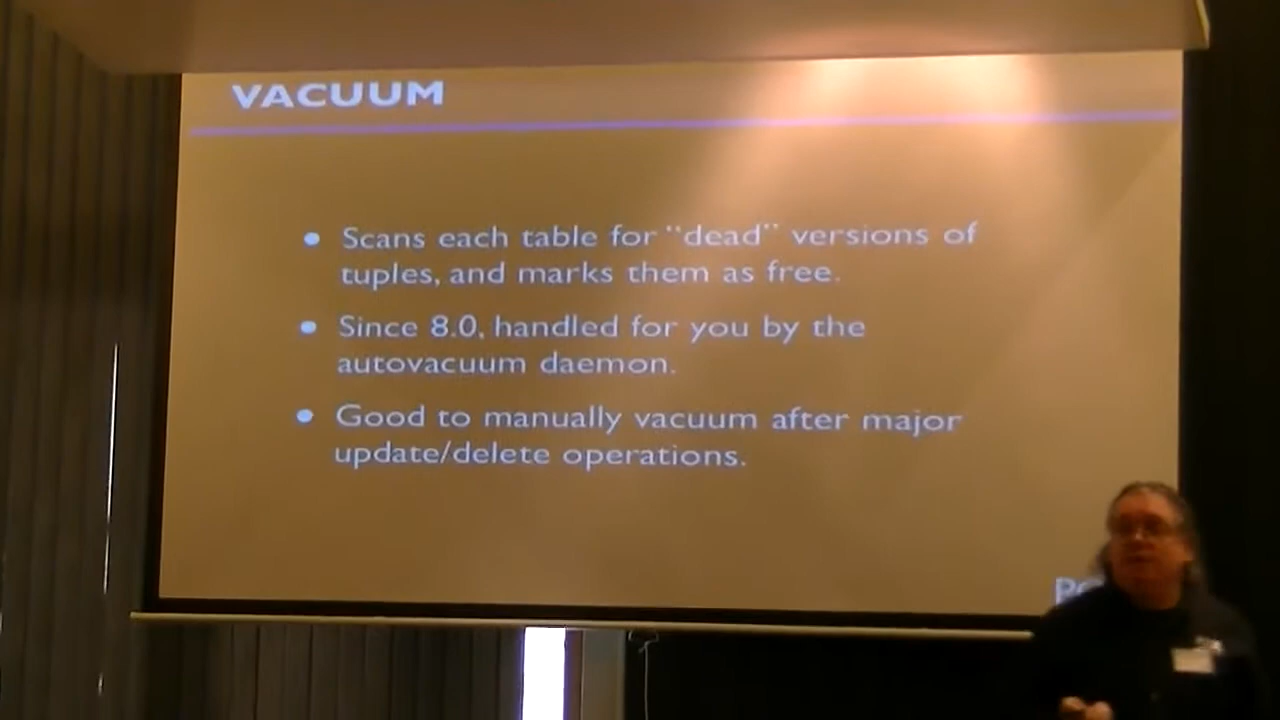 VACUUM
Scans each table for “dead” versions of
tuples, and marks them as free.
Since 8.0, handled for you by the
autovacuum daemon.
Good to manually vacuum after major
update/delete operations.